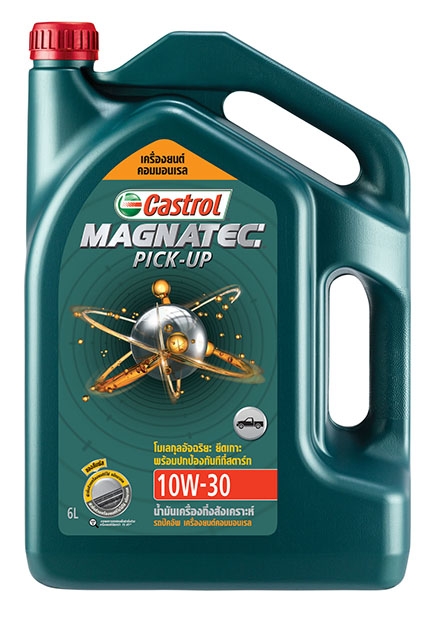 เครื่องยนต์
คอมมอนเรล
Castrol
MAGNATEC
PICK-UP
โมเลกุลอัจฉริยะ ยึดเกาะ
พร้อมปกป้องทันทีที่สตาร์ท
10W-30
6L
น้ำมันเครื่องกึ่งสังเคราะห์
รถปิคอัพ เครื่องยนต์คอมมอนเรล